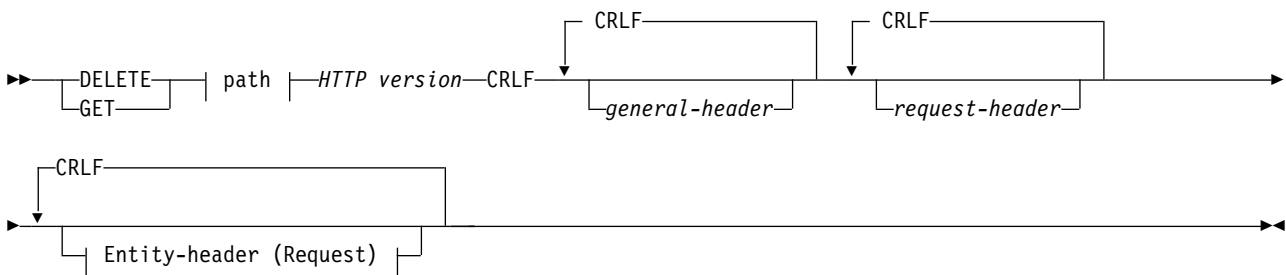 CRLF CRLF
DELETE path HTTP version CRLF
GET general-header request-header
CRLF
Entity-header (Request)